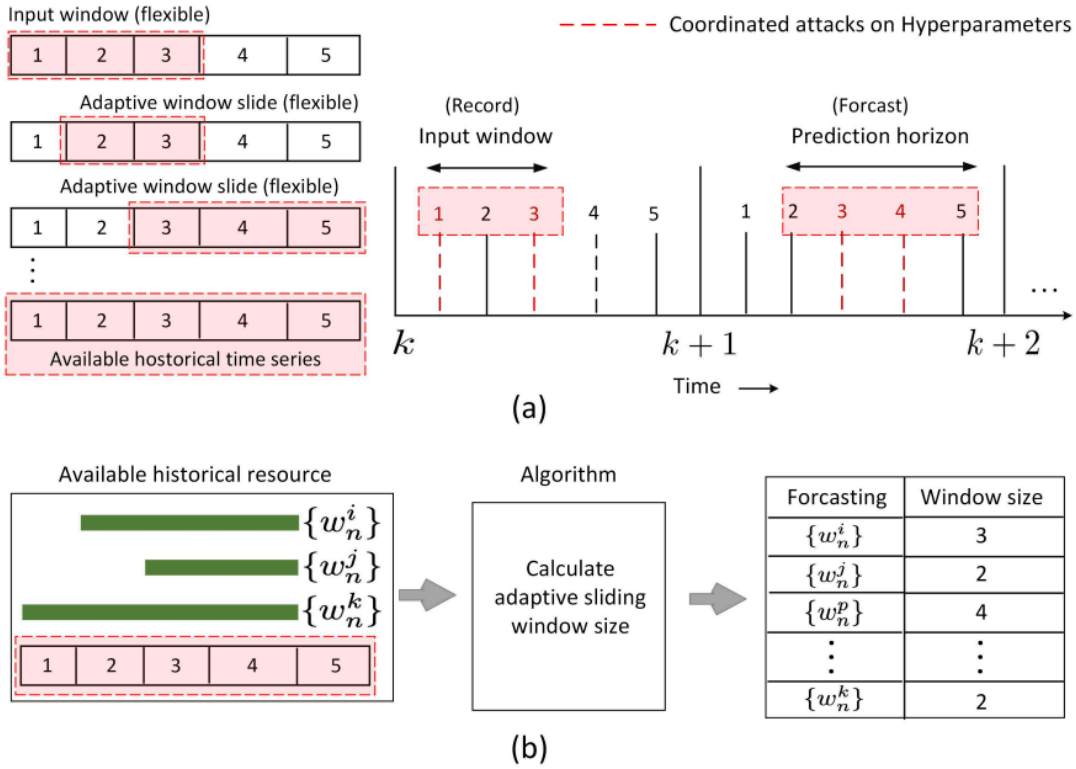 Input window (flexible)
1 2 3 4 5
Adaptive window slide (flexible)
1 2 3 4 5
Adaptive window slide (flexible)
1 2 3 4 5
⋮
1 2 3 4 5
Available hostorical time series
Coordinated attacks on Hyperparameters
(Record)
Input window
(Forcast)
Prediction horizon
1 2 3 4 5 1 2 3 4 5
...
k k + 1 k + 2
Time
(a)
Available historical resource
{w_n^i}
{w_n^j}
{w_n^k}
1 2 3 4 5
Algorithm
Calculate
adaptive sliding
window size
Forcasting Window size
{w_n^i} 3
{w_n^j} 2
{w_n^p} 4
⋮ ⋮
{w_n^k} 2
(b)